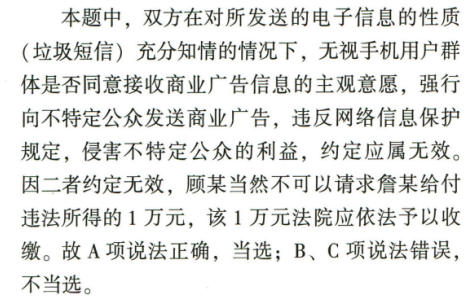 本题中，双方在对所发送的电子信息的性质
（垃圾短信）充分知情的情况下，无视手机用户群
体是否同意接收商业广告信息的主观意愿，强行
向不特定公众发送商业广告，违反网络信息保护
规定，侵害不特定公众的利益，约定应属无效。
因二者约定无效，顾某当然不可以请求詹某给付
违法所得的1万元，该1万元法院应依法予以收
缴。故A项说法正确，当选；B、C项说法错误，
不当选。